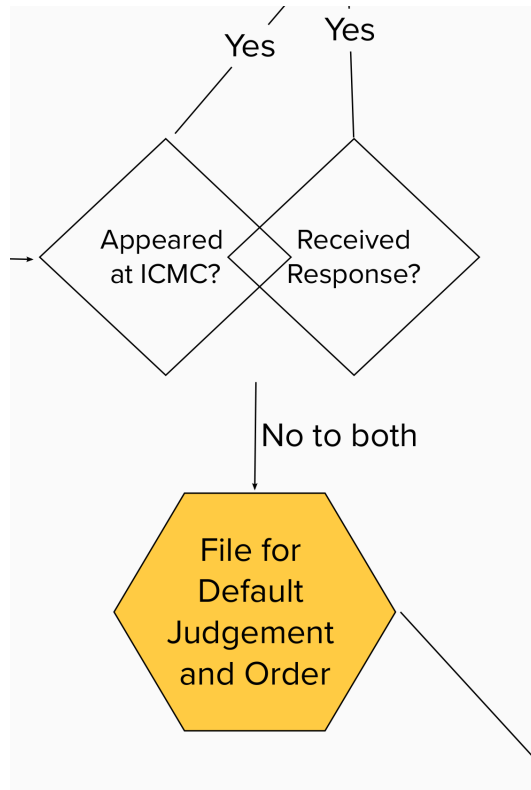 Yes
Yes
Appeared
at ICMC?
Received
Response?
No to both
File for
Default
Judgement
and Order